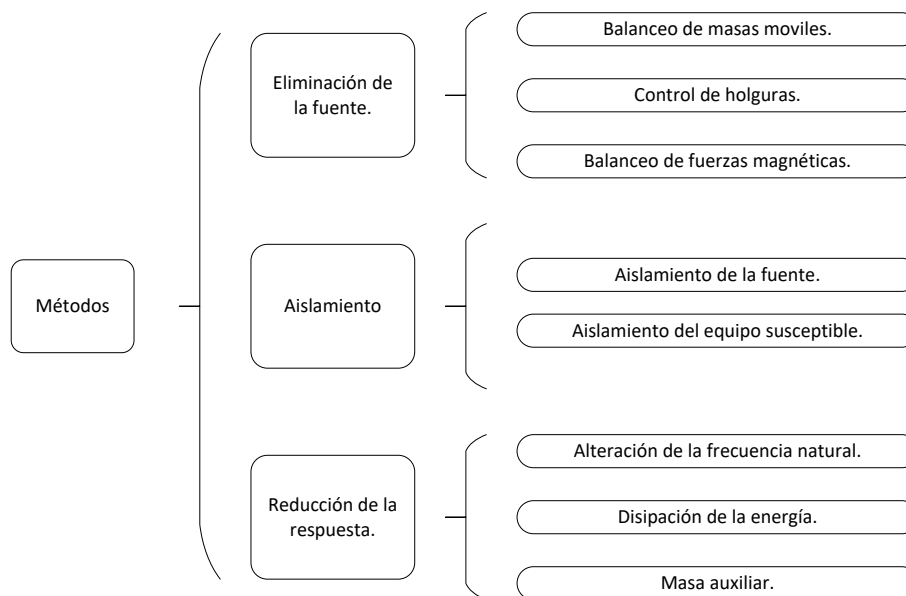 Métodos
Eliminación de
la fuente.
Balanceo de masas moviles.
Control de holguras.
Balanceo de fuerzas magnéticas.
Aislamiento
Aislamiento de la fuente.
Aislamiento del equipo susceptible.
Reducción de la
respuesta.
Alteración de la frecuencia natural.
Disipación de la energía.
Masa auxiliar.